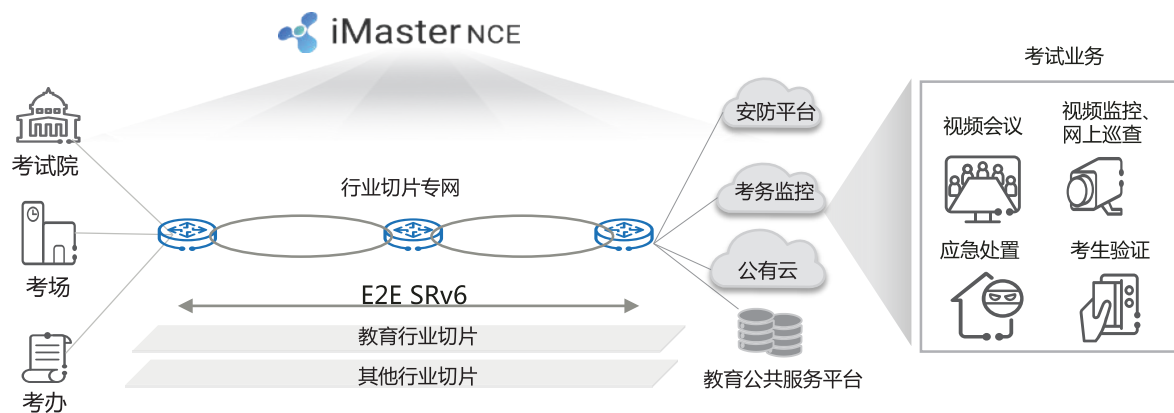 iMaster NCE
考试院
考场
考办
行业切片专网
E2E SRv6
教育行业切片
其他行业切片
安防平台
考务监控
公有云
教育公共服务平台
考试业务
视频会议
视频监控、
网上巡查
应急处置
考生验证